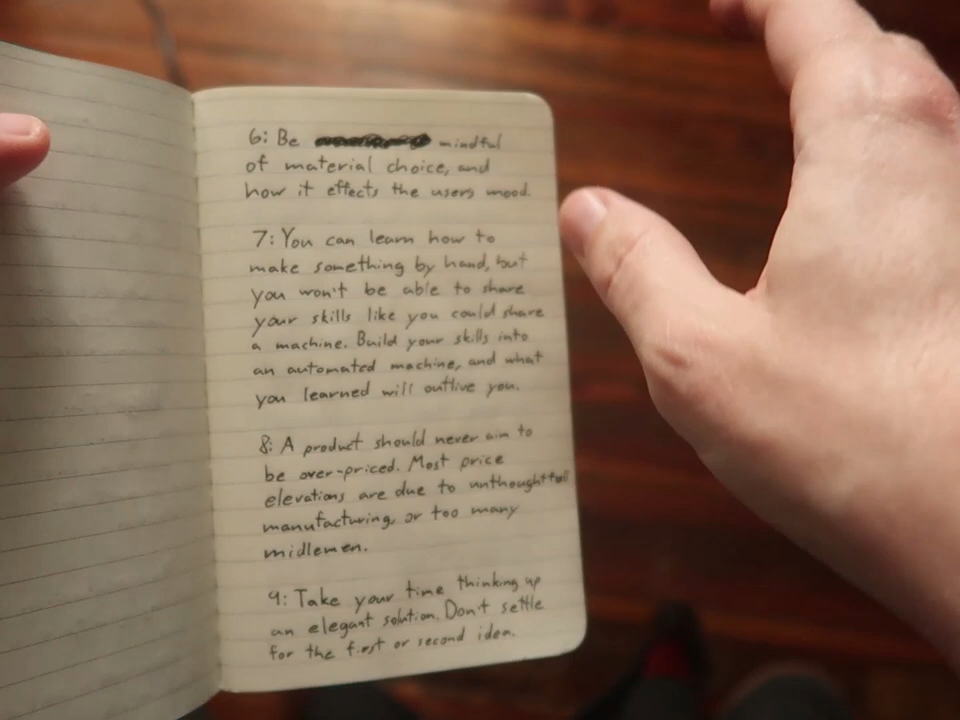 6: Be mindful
of material choice, and
how it effects the users mood.
7: You can learn how to
make something by hand, but
you won't be able to share
your skills like you could share
a machine. Build your skills into
an automated machine, and what
you learned will outlive you.
8: A product should never aim to
be over-priced. Most price
elevations are due to unthoughtfull
manufacturing, or too many
midlemen.
9: Take your time thinking up
an elegant solution. Don't settle
for the first or second idea.